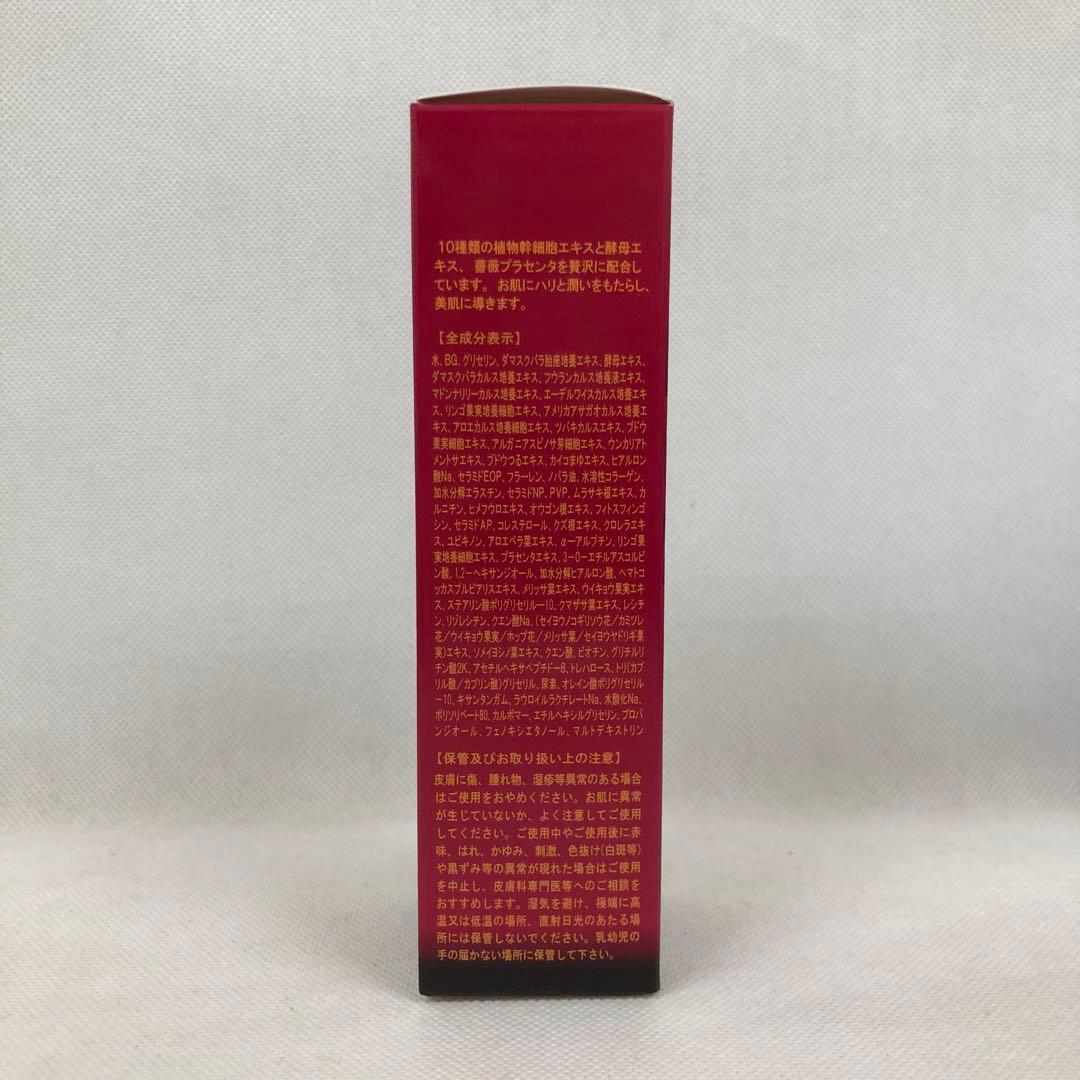 10種類の植物幹細胞エキスと酵母エ
キス、薔薇プラセンタを贅沢に配合し
ています。お肌にハリと潤いをもたらし、
美肌に導きます。
【全成分表示】
水、BG、グリセリン、ダマスクバラ胎座培養エキス、酵母エキス、
ダマスクバラカルス培養エキス、フウランカルス培養液エキス、
マドンナリリーカルス培養エキス、エーデルワイスカルス培養エキ
ス、リンゴ果実培養細胞エキス、アメリカアサガオカルス培養エ
キス、アロエカルス培養細胞エキス、ツバキカルスエキス、ブドウ
果実細胞エキス、アルガニアスピノサ芽細胞エキス、ウンカリアト
メントサエキス、ブドウつるエキス、カイコまゆエキス、ヒアルロン
酸Na、セラミドEOP、フラーレン、ノバラ油、水溶性コラーゲン、
加水分解エラスチン、セラミドNP、PVP、ムラサキ根エキス、カ
ルニチン、ヒメフウロエキス、オウゴン根エキス、フィトスフィンゴ
シン、セラミドAP、コレステロール、クズ根エキス、クロレラエキ
ス、ユビキノン、アロエベラ葉エキス、α-アルブチン、リンゴ果
実培養細胞エキス、プラセンタエキス、3-O-エチルアスコルビ
ン酸、1,2-ヘキサンジオール、加水分解ヒアルロン酸、ヘマトコ
ッカスプルビアリスエキス、メリッサ葉エキス、ウイキョウ果実エキ
ス、ステアリン酸ポリグリセリル-10、クマザサ葉エキス、レシチ
ン、リゾレシチン、クエン酸Na、(セイヨウノコギリソウ花/カミツレ
花/ウイキョウ果実/ホップ花/メリッサ葉/セイヨウヤドリギ果
実)エキス、ソメイヨシノ葉エキス、クエン酸、ビオチン、グリチルリ
チン酸2K、アセチルヘキサペプチド-8、トレハロース、トリ(カプ
リル酸/カプリン酸)グリセリル、尿素、オレイン酸ポリグリセリル
-10、キサンタンガム、ラウロイルラクチレートNa、水酸化Na、
ポリソルベート80、カルボマー、エチルヘキシルグリセリン、プロパ
ンジオール、フェノキシエタノール、マルトデキストリン
【保管及びお取り扱い上の注意】
皮膚に傷、腫れ物、湿疹等異常のある場合
はご使用をおやめください。お肌に異常
が生じていないか、よく注意してご使用
してください。ご使用中やご使用後に赤
味、はれ、かゆみ、刺激、色抜け(白斑等)
や黒ずみ等の異常が現れた場合はご使用
を中止し、皮膚科専門医等へのご相談を
おすすめします。湿気を避け、極端に高
温又は低温の場所、直射日光のあたる場
所には保管しないでください。乳幼児の
手の届かない場所に保管して下さい。